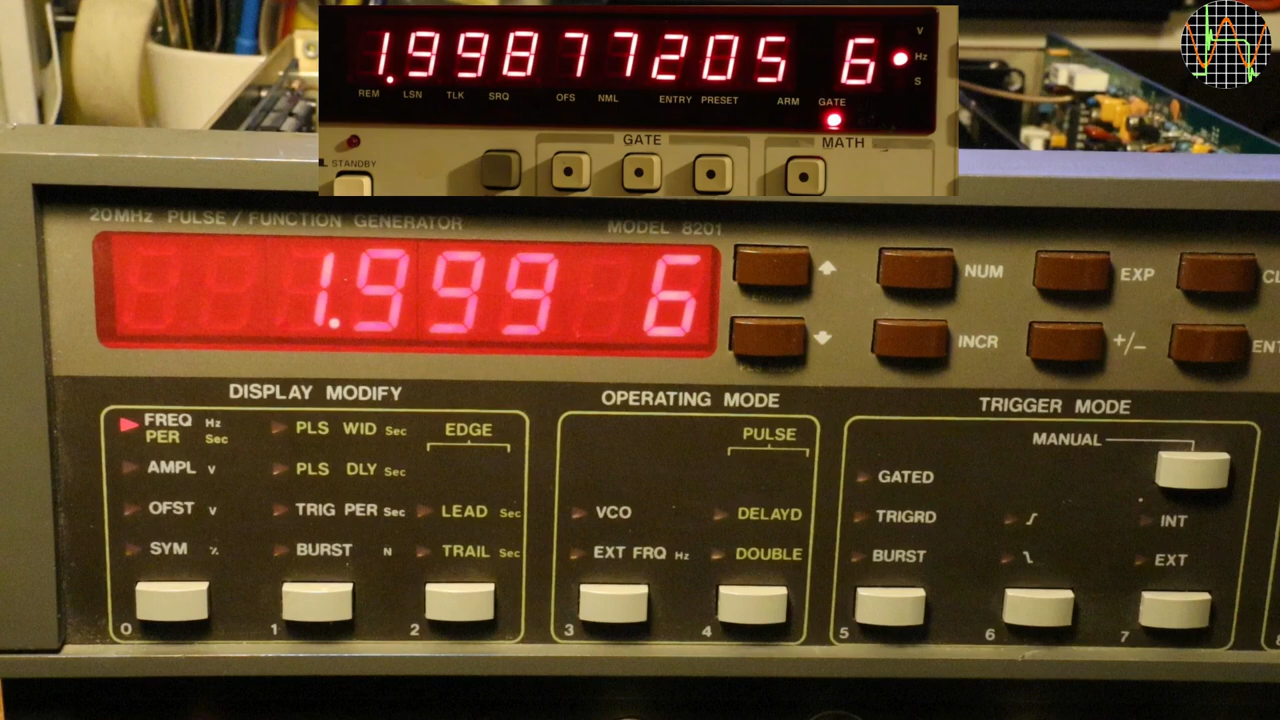 1.998877205 6
V
Hz
S
REM LSN TLK SRQ OFS NML ENTRY PRESET ARM GATE
GATE
MATH
STANDBY
20MHz PULSE / FUNCTION GENERATOR MODEL 8201
1.999 6
NUM EXP
INCR +/-
DISPLAY MODIFY
FREQ Hz
PER Sec
AMPL V
OFST V
SYM %
PLS WID Sec
PLS DLY Sec
TRIG PER Sec
BURST N
EDGE
LEAD Sec
TRAIL Sec
0 1 2
OPERATING MODE
PULSE
VCO
EXT FRQ Hz
DELAYD
DOUBLE
3 4
TRIGGER MODE
MANUAL
GATED
TRIGRD
BURST
INT
EXT
5 6 7